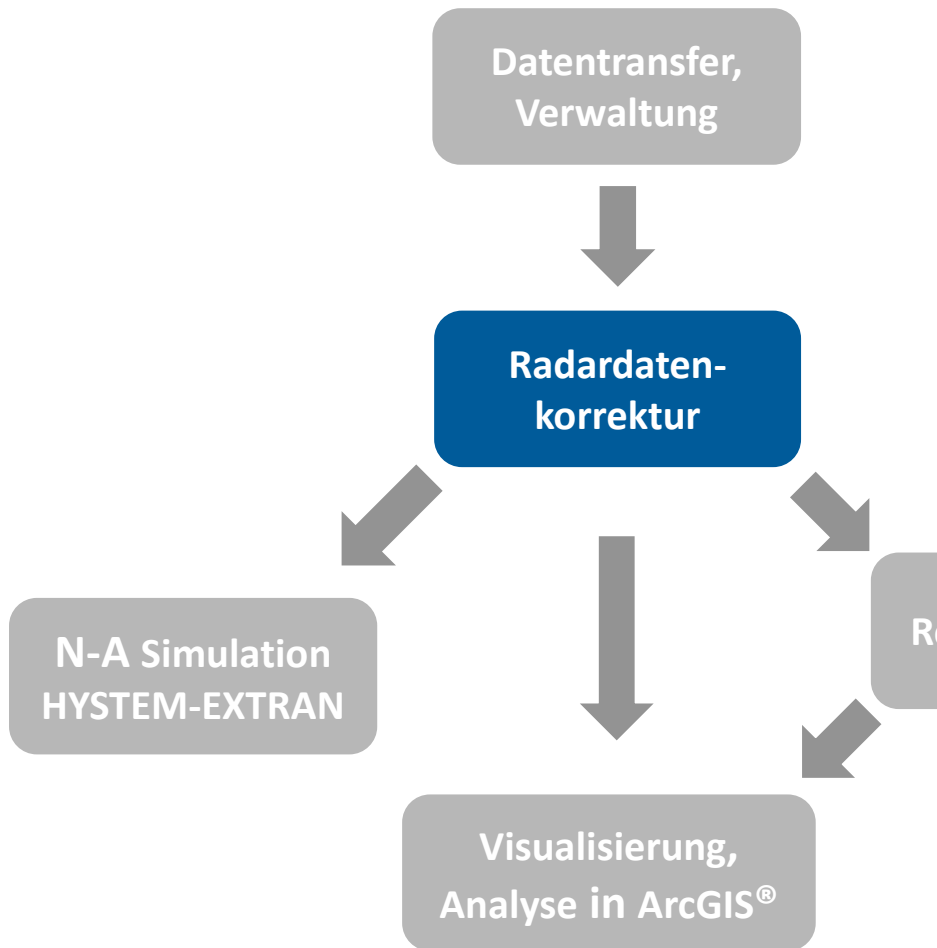 Datentransfer,
Verwaltung
Radardaten-
korrektur
N-A Simulation
HYSTEM-EXTRAN
Visualisierung,
Analyse in ArcGIS®